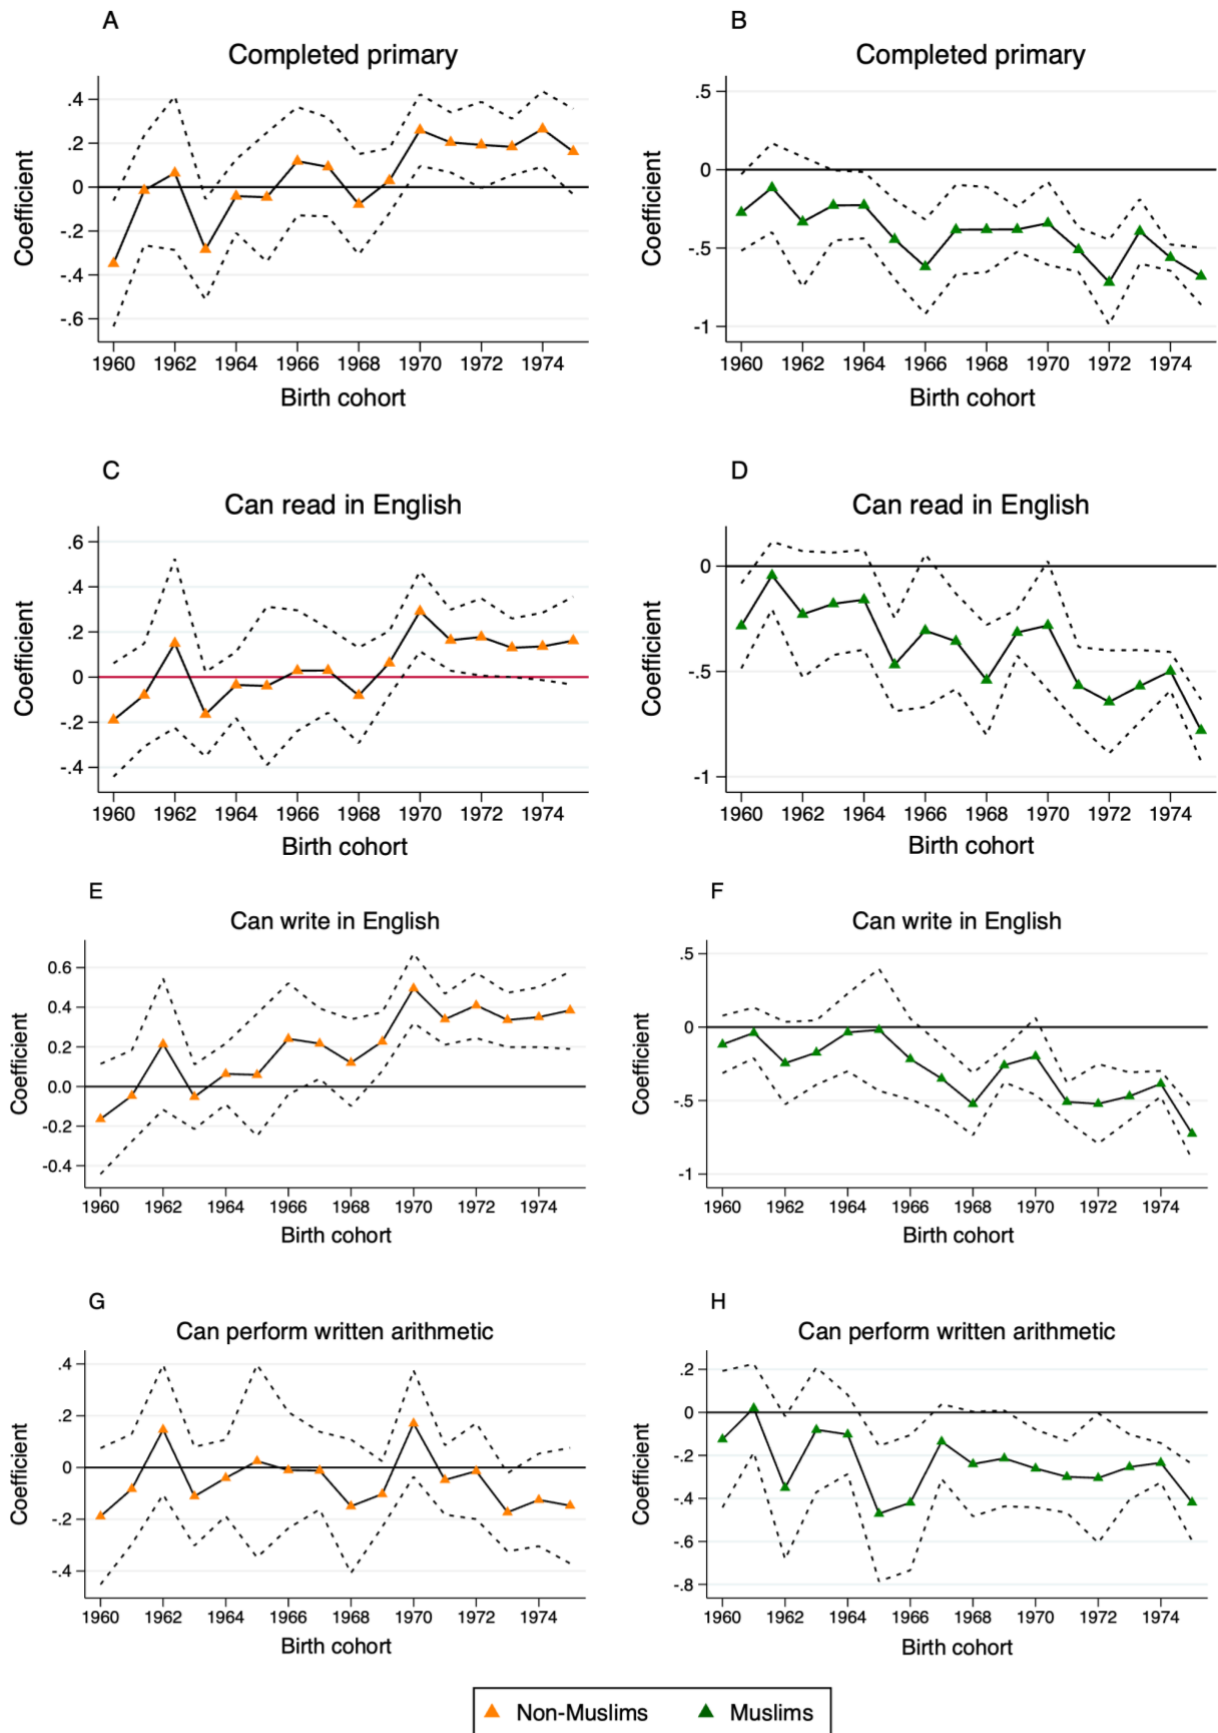 A
Completed primary
Coefficient
.4
.2
0
-.2
-.4
-.6
1960 1962 1964 1966 1968 1970 1972 1974
Birth cohort
B
Completed primary
Coefficient
.5
0
-.5
-1
1960 1962 1964 1966 1968 1970 1972 1974
Birth cohort
C
Can read in English
Coefficient
.6
.4
.2
0
-.2
-.4
1960 1962 1964 1966 1968 1970 1972 1974
Birth cohort
D
Can read in English
Coefficient
0
-.5
-1
1960 1962 1964 1966 1968 1970 1972 1974
Birth cohort
E
Can write in English
Coefficient
0.6
0.4
0.2
0.0
-0.2
-0.4
1960 1962 1964 1966 1968 1970 1972 1974
Birth cohort
F
Can write in English
Coefficient
.5
0
-.5
-1
1960 1962 1964 1966 1968 1970 1972 1974
Birth cohort
G
Can perform written arithmetic
Coefficient
.4
.2
0
-.2
-.4
1960 1962 1964 1966 1968 1970 1972 1974
Birth cohort
H
Can perform written arithmetic
Coefficient
.2
0
-.2
-.4
-.6
-.8
1960 1962 1964 1966 1968 1970 1972 1974
Birth cohort
Non-Muslims Muslims